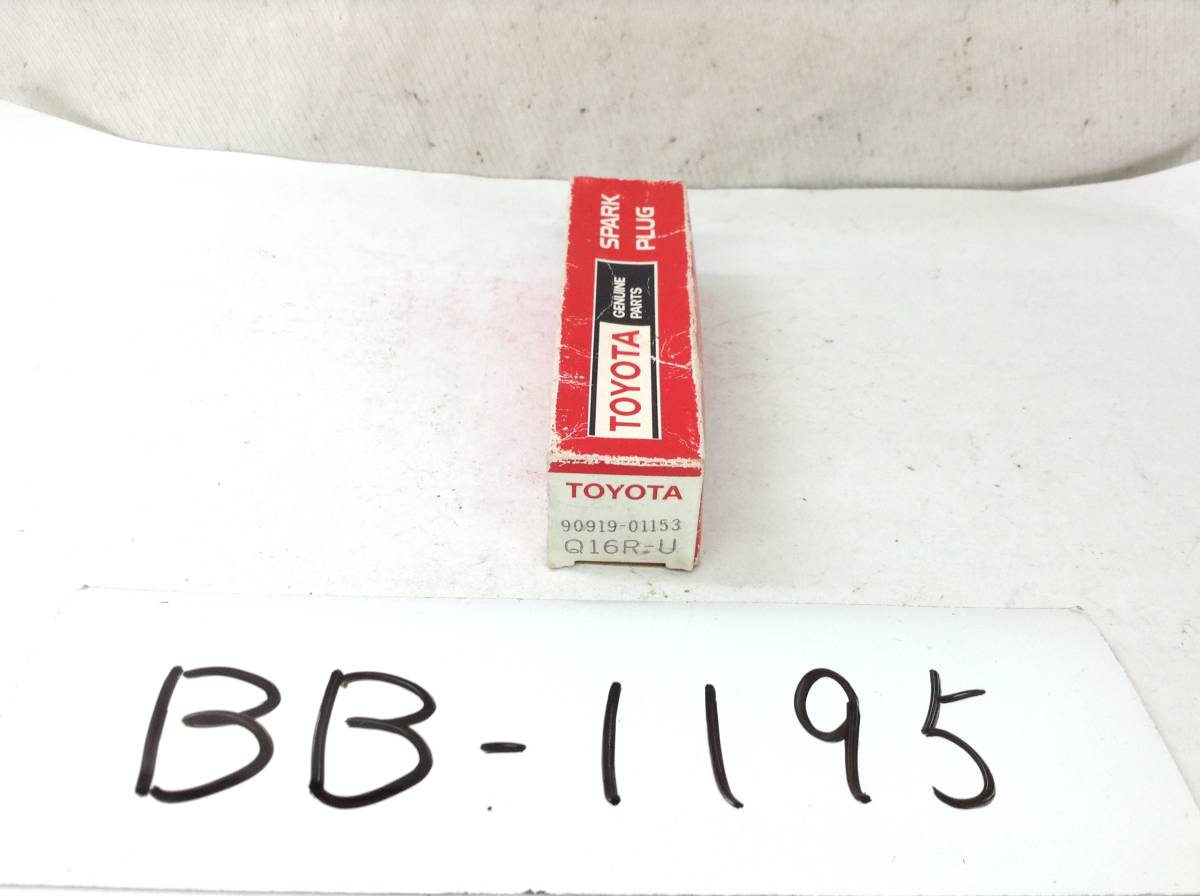 SPARK
PLUG
TOYOTA GENUINE
PARTS
TOYOTA
90919-01153
Q16R-U
BB-1195